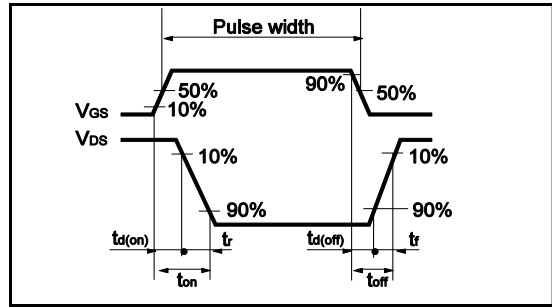 Pulse width
90%
50%
50%
10%
VGS
VDS
10%
10%
90%
90%
td(on)
tr
td(off)
tf
ton
toff